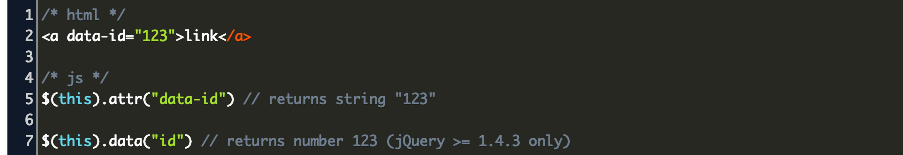 1 /* html */
2 <a data-id="123">link</a>
3
4 /* js */
5 $(this).attr("data-id") // returns string "123"
6
7 $(this).data("id") // returns number 123 (jQuery >= 1.4.3 only)